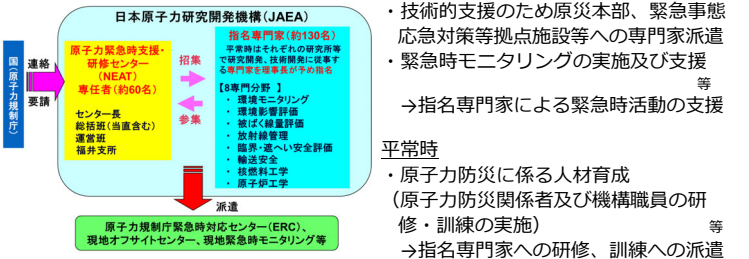 日本原子力研究開発機構（JAEA）
国（原子力規制庁）
連絡
要請
原子力緊急時支援・
研修センター
（NEAT）
専任者（約60名）
センター長
総括班（当直含む）
運営班
福井支所
招集
参集
指名専門家（約130名）
平常時はそれぞれの研究所等
で研究開発、技術開発に従事す
る専門家を理事長が予め指名
【8専門分野 】
・ 環境モニタリング
・ 環境影響評価
・ 被ばく線量評価
・ 放射線管理
・ 臨界・遮へい安全評価
・ 輸送安全
・ 核燃料工学
・ 原子炉工学
派遣
原子力規制庁緊急時対応センター（ERC）、
現地オフサイトセンター、現地緊急時モニタリング等
・技術的支援のため原災本部、緊急事態
応急対策等拠点施設等への専門家派遣
・緊急時モニタリングの実施及び支援
等
→指名専門家による緊急時活動の支援
平常時
・原子力防災に係る人材育成
（原子力防災関係者及び機構職員の研
修・訓練の実施） 等
→指名専門家への研修、訓練への派遣